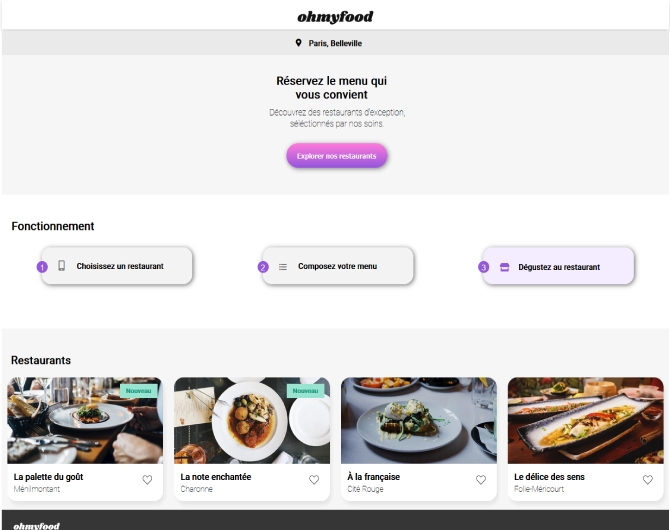 ohmyfood
Paris, Belleville
Réservez le menu qui
vous convient
Découvrez des restaurants d'exception,
séléctionnés par nos soins.
Explorer nos restaurants
Fonctionnement
1 Choisissez un restaurant
2 Composez votre menu
3 Dégustez au restaurant
Restaurants
Nouveau
Nouveau
La palette du goût
Ménilmontant
La note enchantée
Charonne
À la française
Cité Rouge
Le délice des sens
Folie-Méricourt
ohmyfood